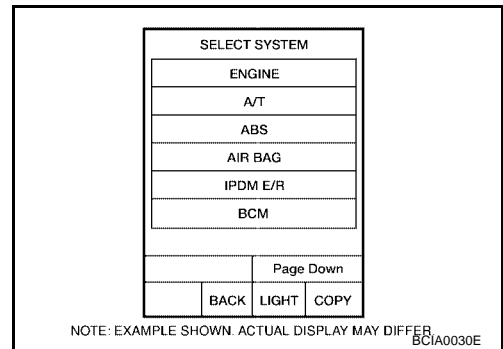 SELECT SYSTEM
ENGINE
A/T
ABS
AIR BAG
IPDM E/R
BCM
Page Down
BACK LIGHT COPY
NOTE: EXAMPLE SHOWN. ACTUAL DISPLAY MAY DIFFER.
BCIA0030E